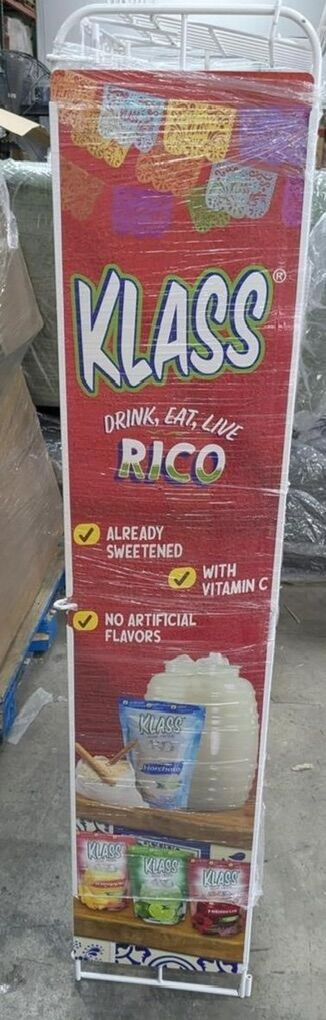 KLASS®
DRINK, EAT, LIVE
RICO
ALREADY
SWEETENED
WITH
VITAMIN C
NO ARTIFICIAL
FLAVORS
KLASS
Horchata
KLASS
KLASS
KLASS